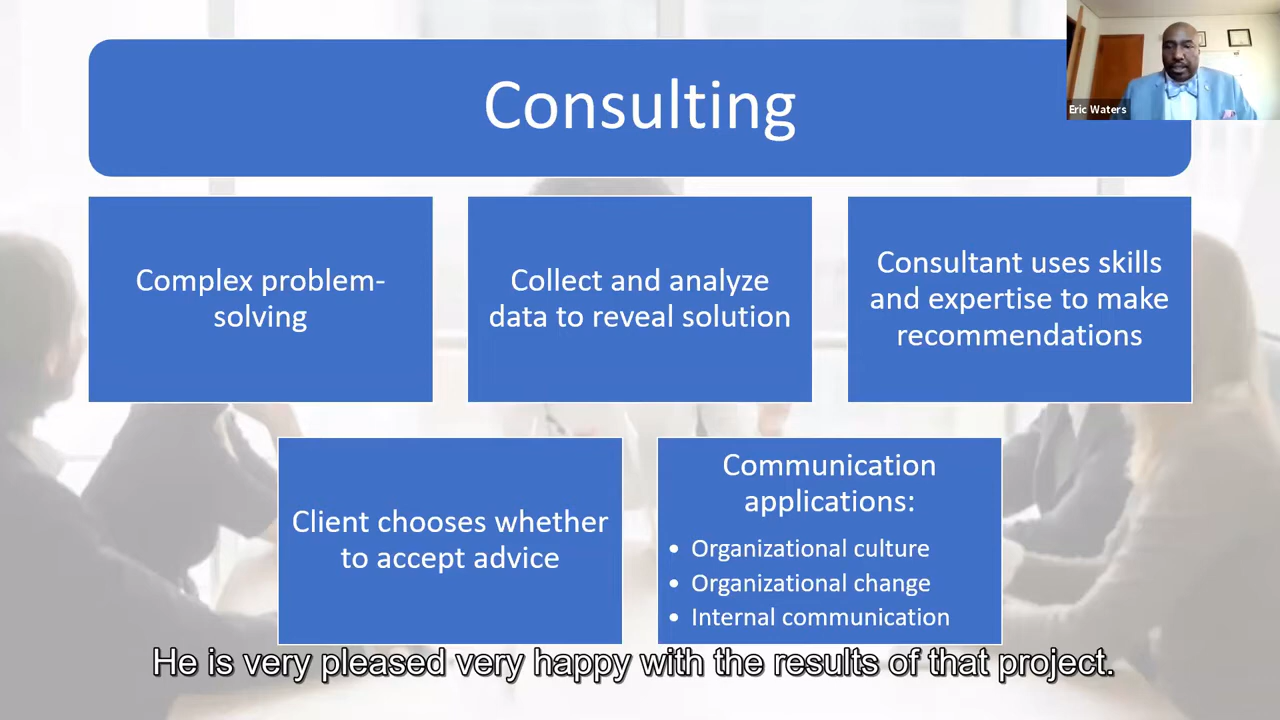 Consulting
Eric Waters
Complex problem-
solving
Collect and analyze
data to reveal solution
Consultant uses skills
and expertise to make
recommendations
Client chooses whether
to accept advice
Communication
applications:
• Organizational culture
• Organizational change
• Internal communication
He is very pleased very happy with the results of that project.